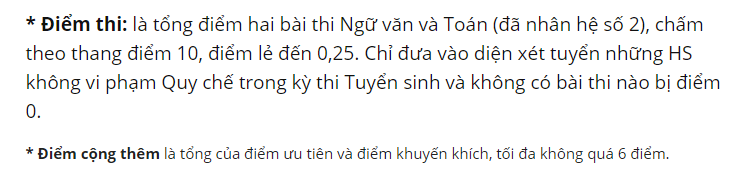 * Điểm thi: là tổng điểm hai bài thi Ngữ văn và Toán (đã nhân hệ số 2), chấm
theo thang điểm 10, điểm lẻ đến 0,25. Chỉ đưa vào diện xét tuyển những HS
không vi phạm Quy chế trong kỳ thi Tuyển sinh và không có bài thi nào bị điểm
0.
* Điểm cộng thêm là tổng của điểm ưu tiên và điểm khuyến khích, tối đa không quá 6 điểm.